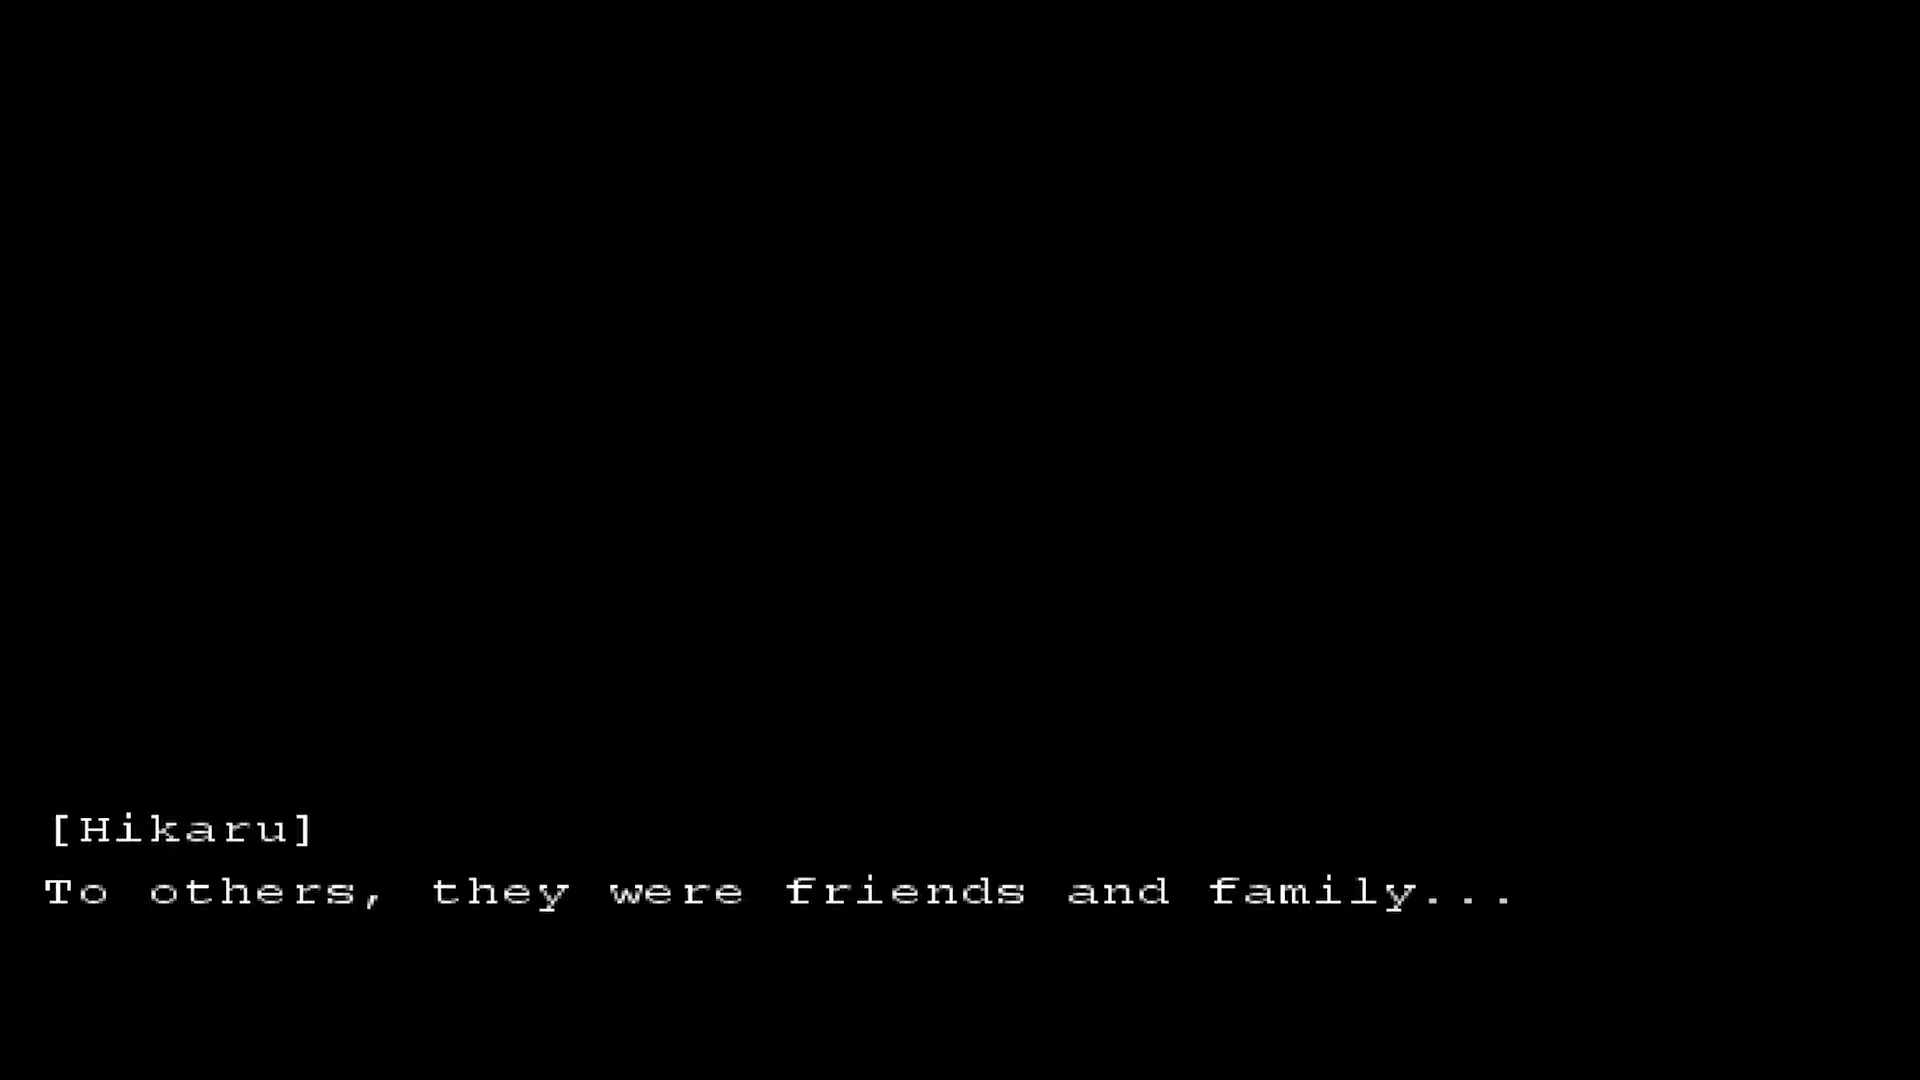 [Hikaru]
To others, they were friends and family...